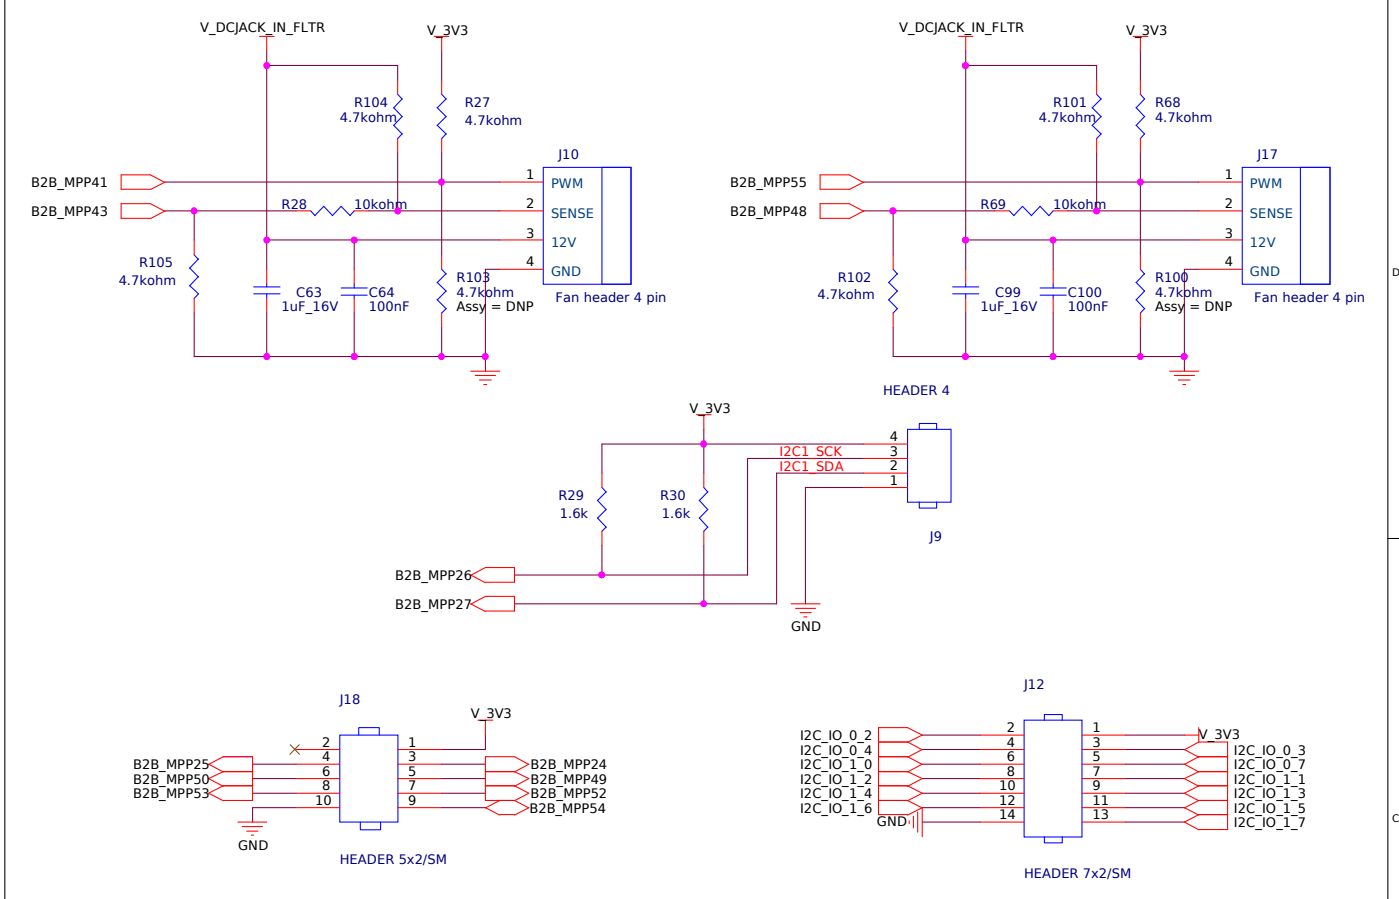 V_DCJACK_IN_FLTR
V_3V3
R104
4.7kohm
R27
4.7kohm
J10
B2B_MPP41
1
PWM
B2B_MPP43
R28
10kohm
2
SENSE
3
12V
4
GND
R105
4.7kohm
C63
1uF_16V
C64
100nF
R103
4.7kohm
Assy = DNP
Fan header 4 pin
V_DCJACK_IN_FLTR
V_3V3
R101
4.7kohm
R68
4.7kohm
J17
B2B_MPP55
1
PWM
B2B_MPP48
R69
10kohm
2
SENSE
3
12V
4
GND
R102
4.7kohm
C99
1uF_16V
C100
100nF
R100
4.7kohm
Assy = DNP
Fan header 4 pin
D
HEADER 4
V_3V3
4
I2C1_SCK
3
I2C1_SDA
2
1
R29
1.6k
R30
1.6k
J9
B2B_MPP26
B2B_MPP27
GND
J18
V_3V3
2
1
B2B_MPP25
4
3
B2B_MPP24
B2B_MPP50
6
5
B2B_MPP49
B2B_MPP53
8
7
B2B_MPP52
10
9
B2B_MPP54
GND
HEADER 5x2/SM
J12
I2C_IO_0_2
2
1
V_3V3
I2C_IO_0_4
4
3
I2C_IO_0_3
I2C_IO_1_0
6
5
I2C_IO_0_7
I2C_IO_1_2
8
7
I2C_IO_1_1
I2C_IO_1_4
10
9
I2C_IO_1_3
I2C_IO_1_6
12
11
I2C_IO_1_5
GND
14
13
I2C_IO_1_7
HEADER 7x2/SM
C